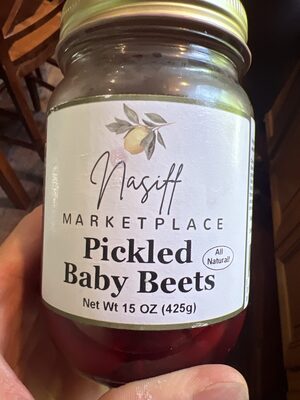 Nasiff
MARKETPLACE
Pickled
Baby Beets
All
Natural!
Net Wt 15 OZ (425g)